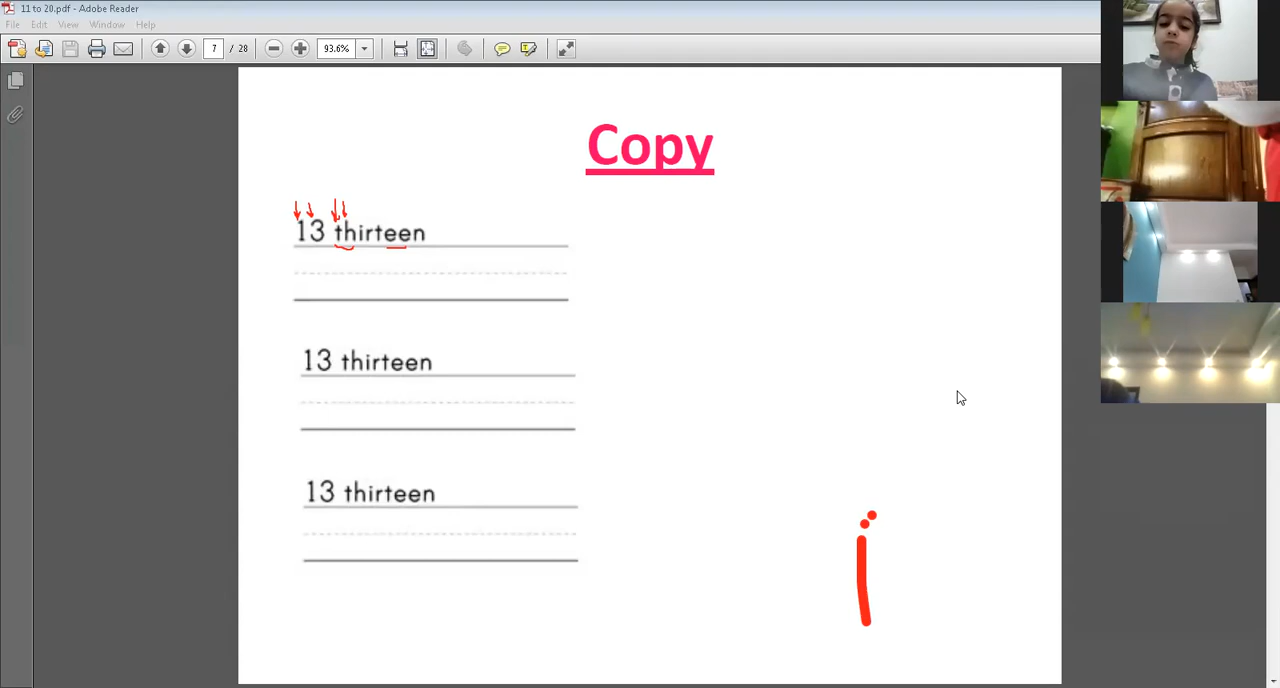 11 to 20.pdf - Adobe Reader
File Edit View Window Help
7 / 28 93.6%
Copy
13 thirteen
13 thirteen
13 thirteen
i